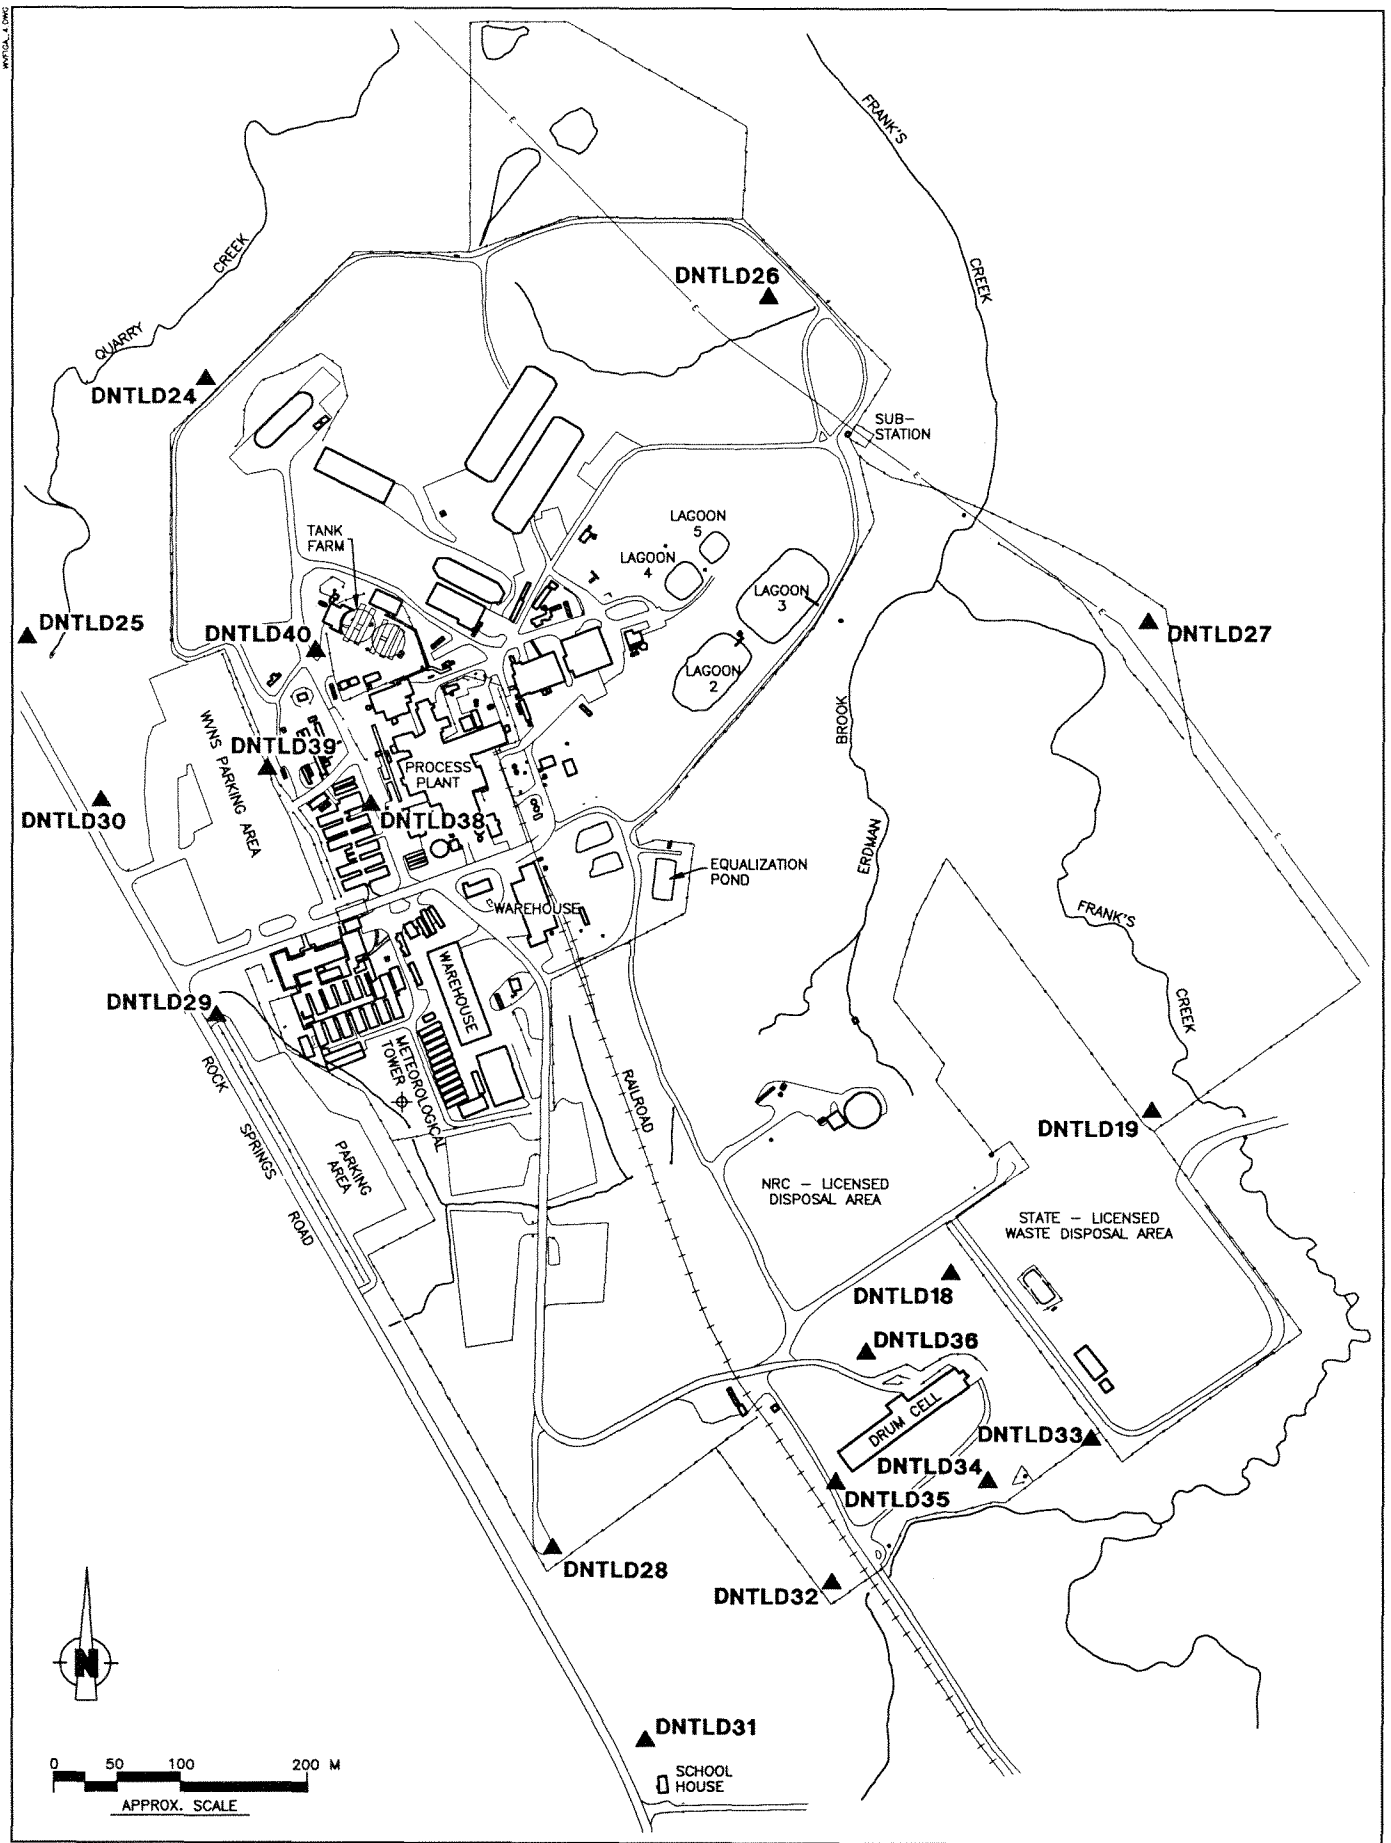 WVFIGA_4.DWG
FRANK'S
CREEK
CREEK
QUARRY
DNTLD26
DNTLD24
SUB-
STATION
LAGOON
5
TANK
FARM
LAGOON
4
LAGOON
3
DNTLD25
DNTLD40
DNTLD27
LAGOON
2
WVNS PARKING AREA
BROOK
DNTLD39
PROCESS
PLANT
DNTLD30
DNTLD38
ERDMAN
EQUALIZATION
POND
WAREHOUSE
FRANK'S
CREEK
WAREHOUSE
DNTLD29
METEOROLOGICAL
TOWER
ROCK
SPRINGS
ROAD
PARKING
AREA
RAILROAD
DNTLD19
NRC – LICENSED
DISPOSAL AREA
STATE – LICENSED
WASTE DISPOSAL AREA
DNTLD18
DNTLD36
DRUM CELL
DNTLD33
DNTLD34
DNTLD35
DNTLD28
DNTLD32
N
DNTLD31
0 50 100 200 M
APPROX. SCALE
SCHOOL
HOUSE